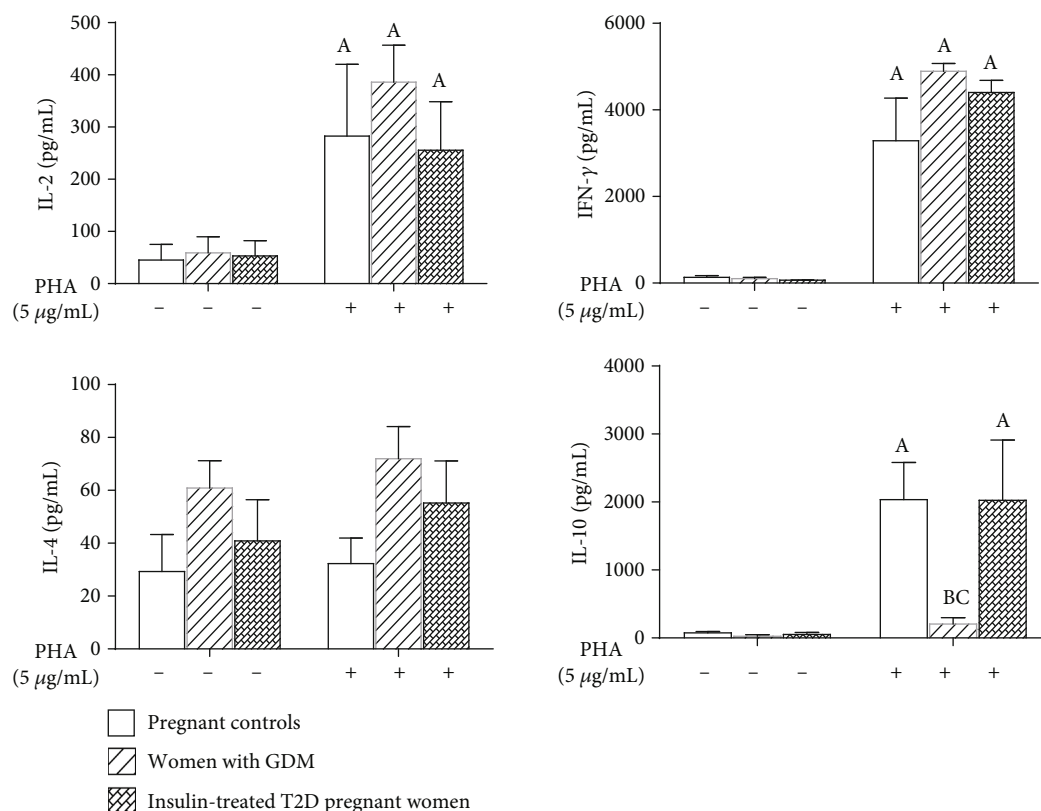 500
400
300
200
100
0
IL-2 (pg/mL)
A A A
PHA
(5 μg/mL)
− − − + + +
6000
4000
2000
0
IFN-γ (pg/mL)
A A A
PHA
(5 μg/mL)
− − − + + +
100
80
60
40
20
0
IL-4 (pg/mL)
PHA
(5 μg/mL)
− − − + + +
4000
3000
2000
1000
0
IL-10 (pg/mL)
A BC A
PHA
(5 μg/mL)
− − − + + +
Pregnant controls
Women with GDM
Insulin-treated T2D pregnant women